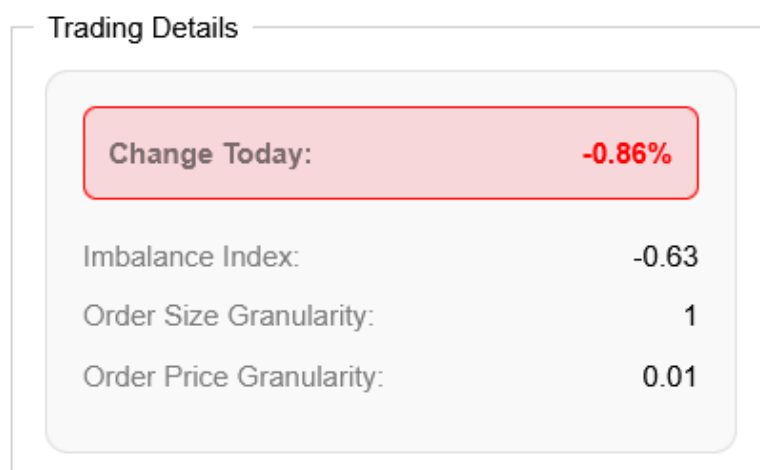 Trading Details
Change Today: -0.86%
Imbalance Index: -0.63
Order Size Granularity: 1
Order Price Granularity: 0.01